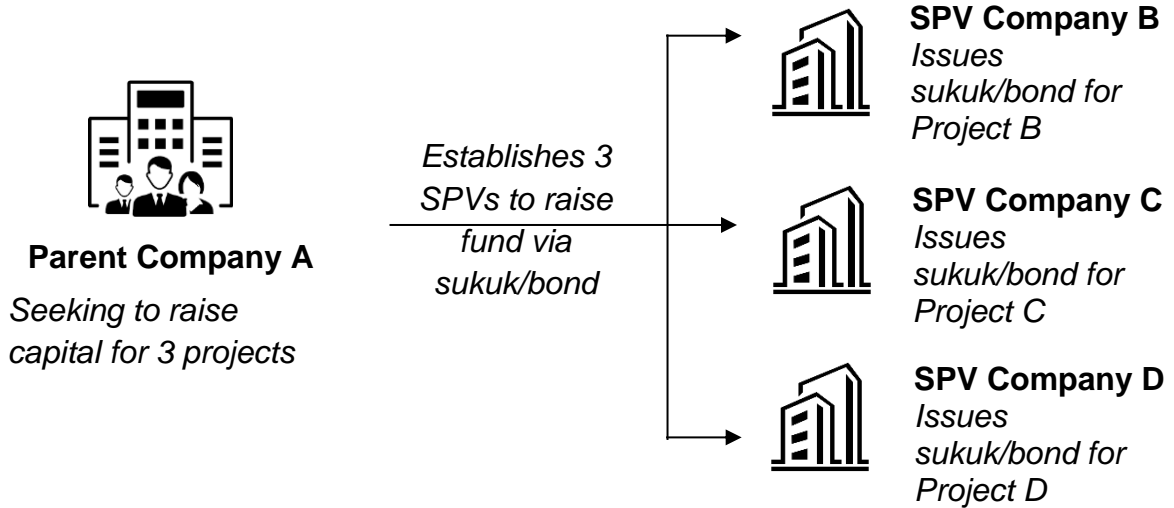 Parent Company A
Seeking to raise
capital for 3 projects
Establishes 3
SPVs to raise
fund via
sukuk/bond
SPV Company B
Issues
sukuk/bond for
Project B
SPV Company C
Issues
sukuk/bond for
Project C
SPV Company D
Issues
sukuk/bond for
Project D